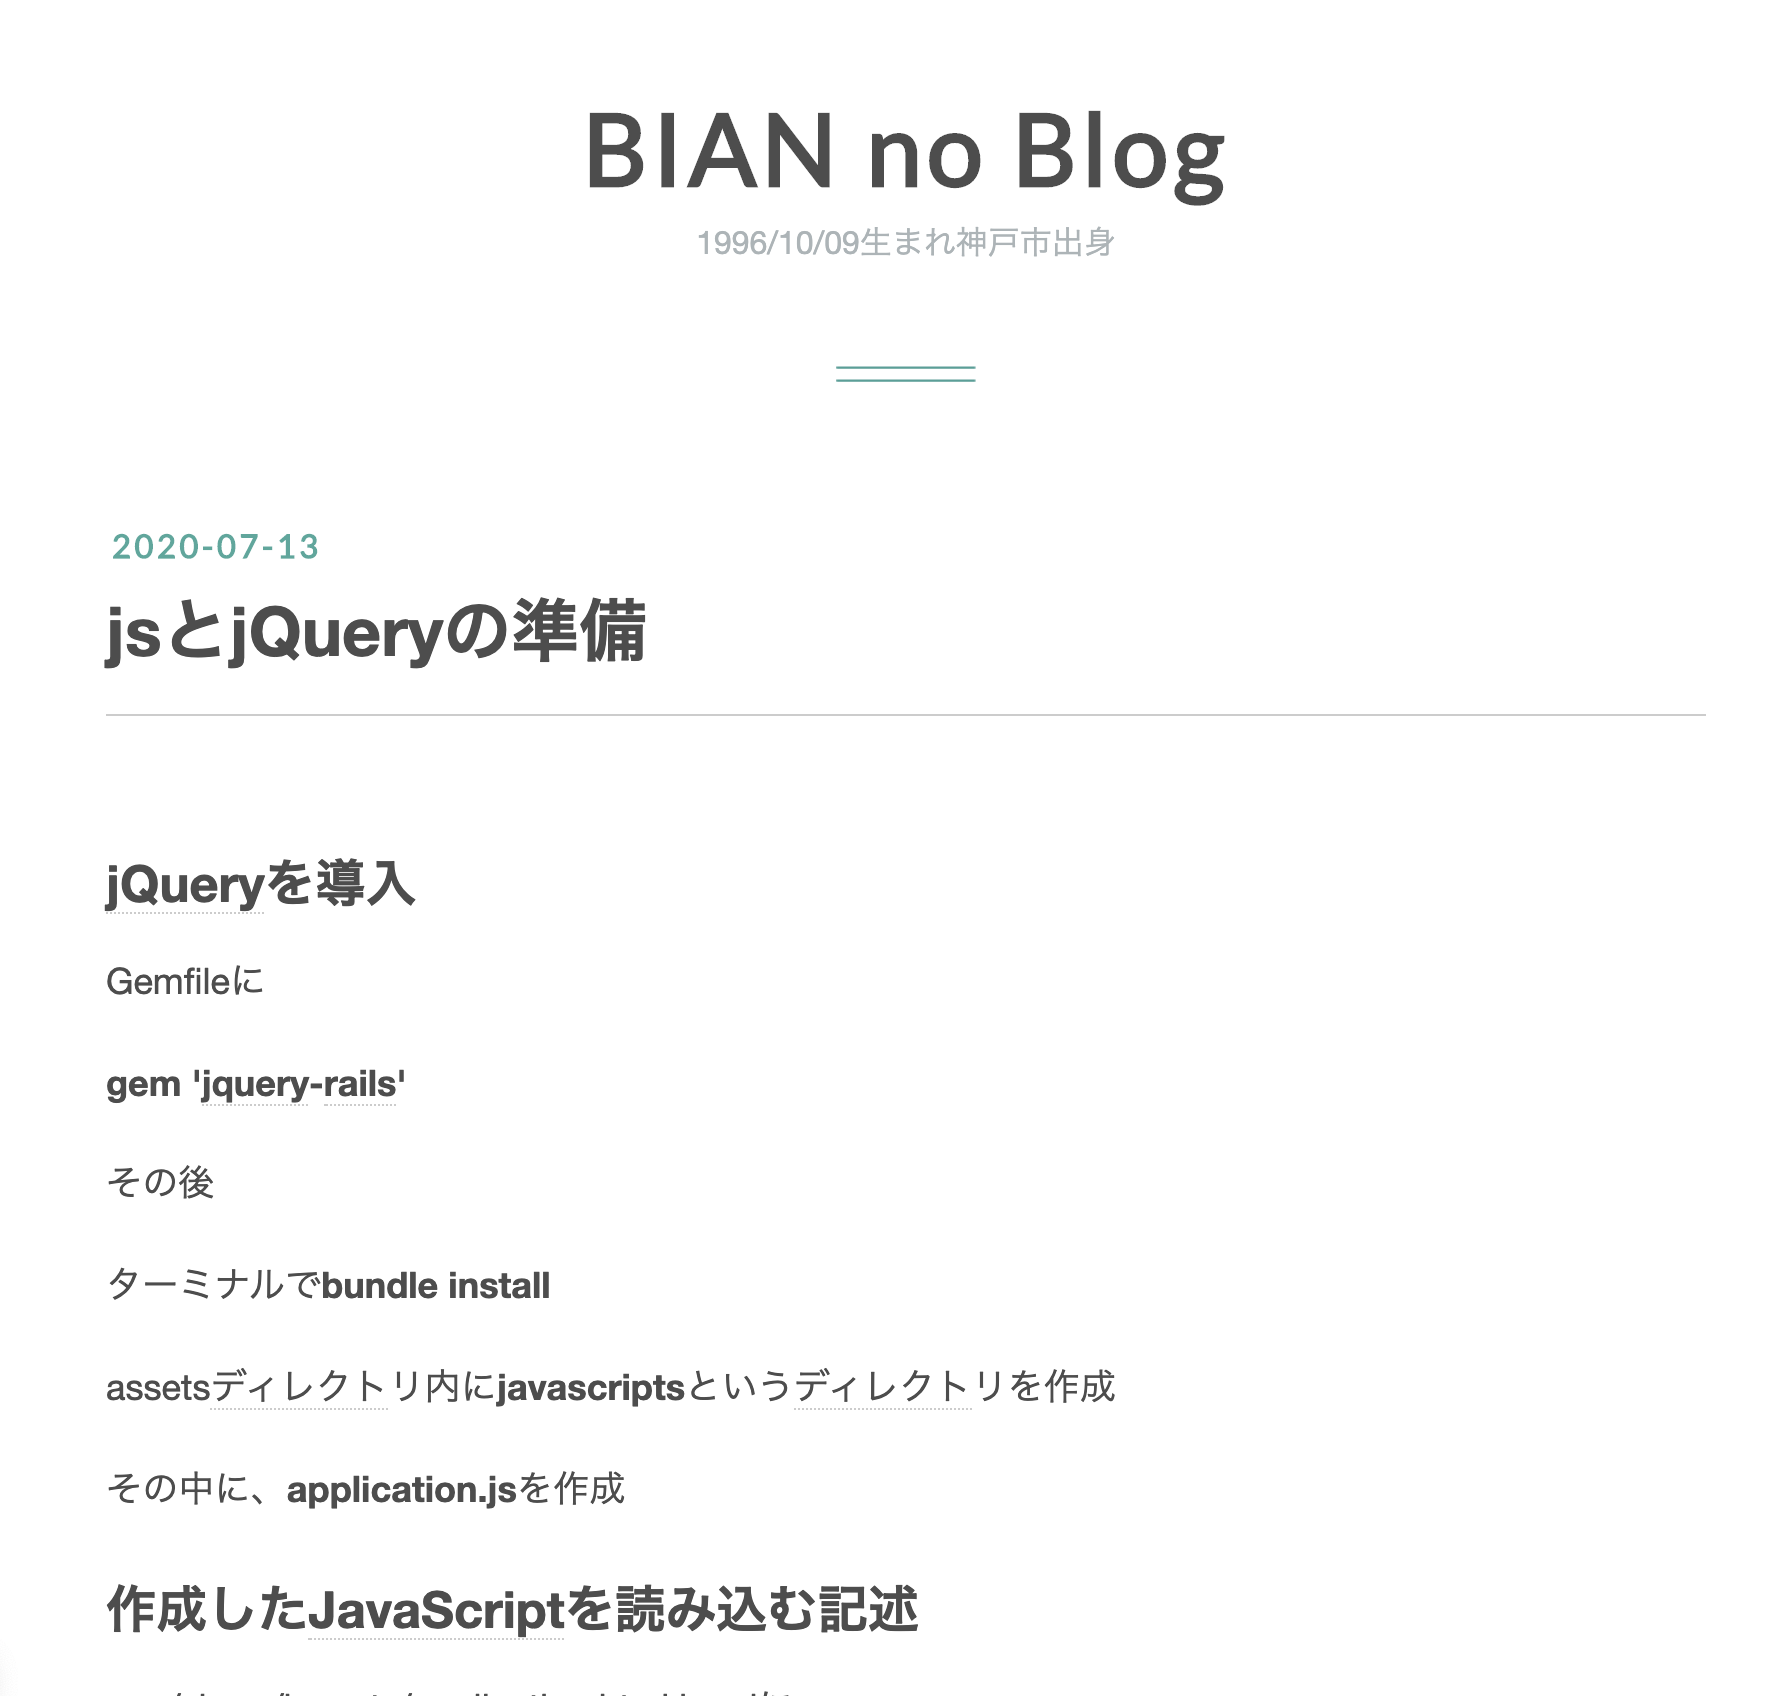 BIAN no Blog
1996/10/09生まれ神戸市出身
2020-07-13
jsとjQueryの準備
jQueryを導入
Gemfileに
gem 'jquery-rails'
その後
ターミナルでbundle install
assetsディレクトリ内にjavascriptsというディレクトリを作成
その中に、application.jsを作成
作成したJavaScriptを読み込む記述